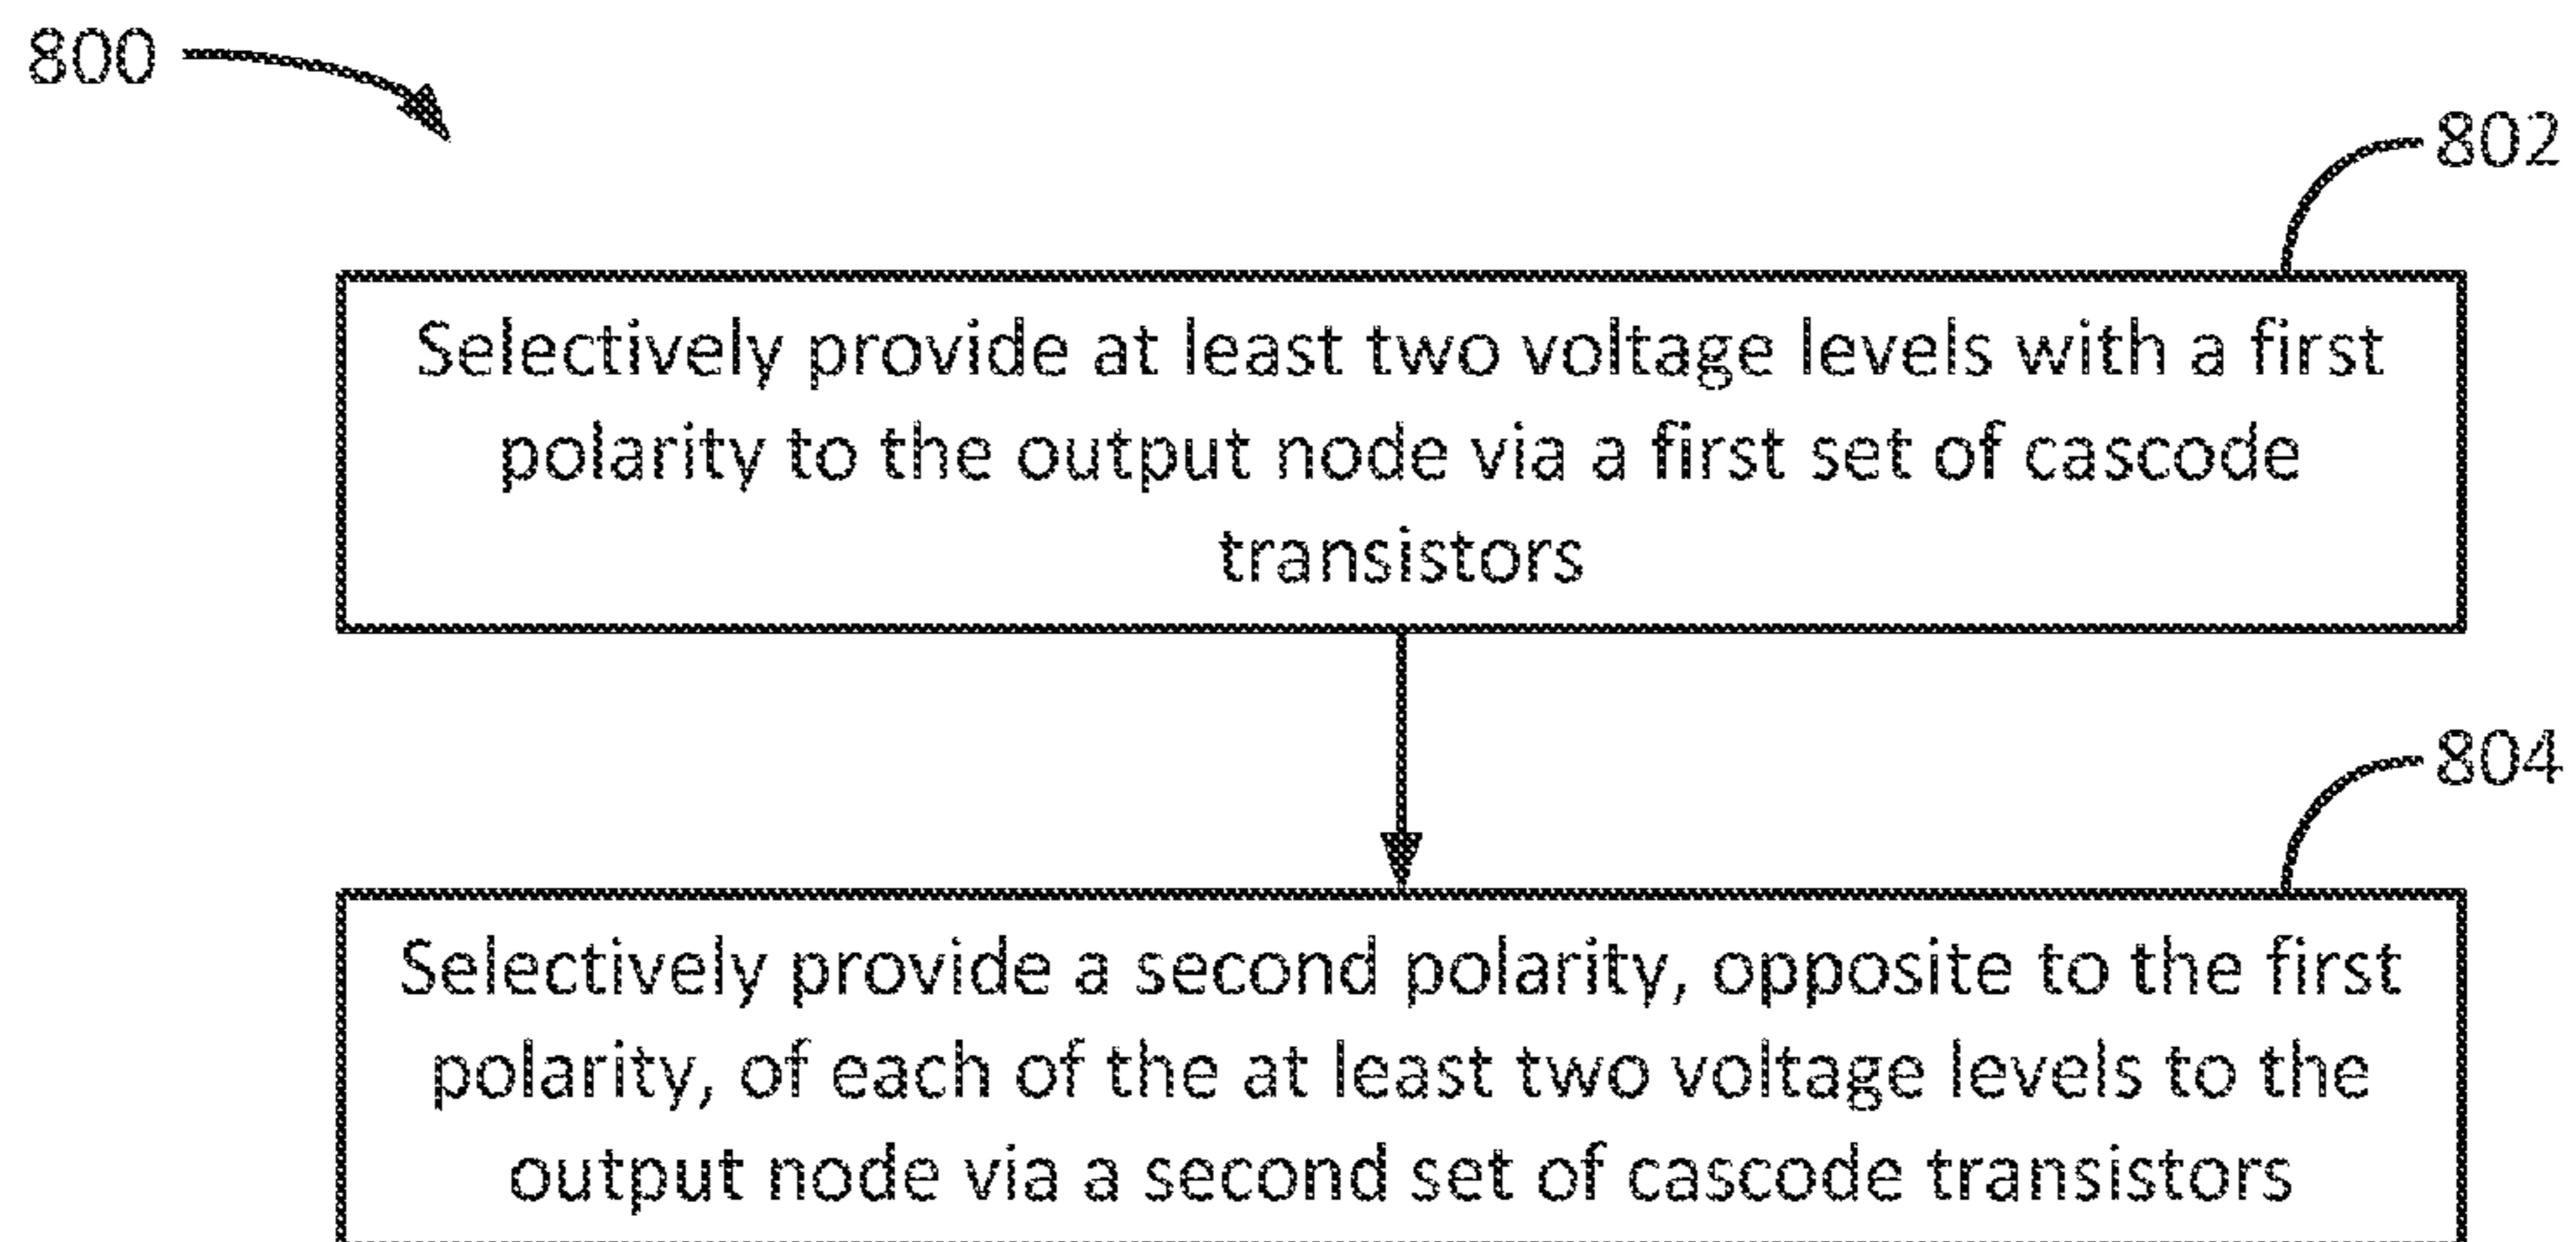 800
802
Selectively provide at least two voltage levels with a first
polarity to the output node via a first set of cascode
transistors
804
Selectively provide a second polarity, opposite to the first
polarity, of each of the at least two voltage levels to the
output node via a second set of cascode transistors